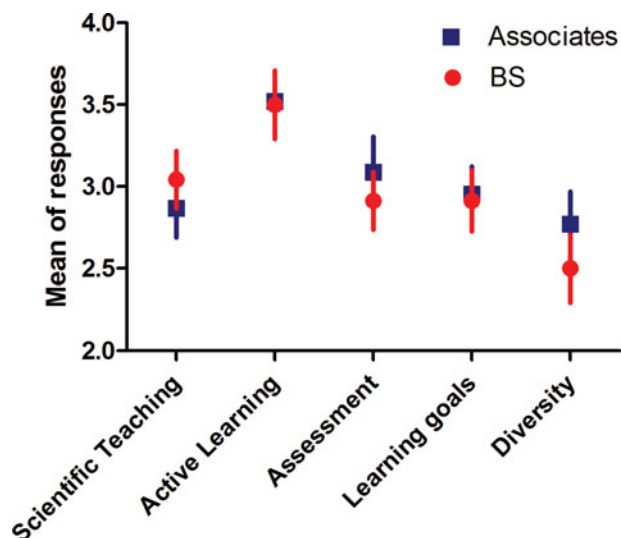 Associates
BS
Mean of responses
4.0
3.5
3.0
2.5
2.0
Scientific Teaching
Active Learning
Assessment
Learning goals
Diversity